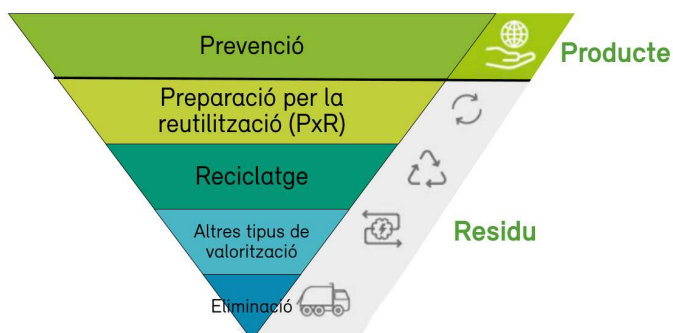 Prevenció
Producte
Preparació per la
reutilització (PxR)
Reciclatge
Altres tipus de
valorització
Residu
Eliminació